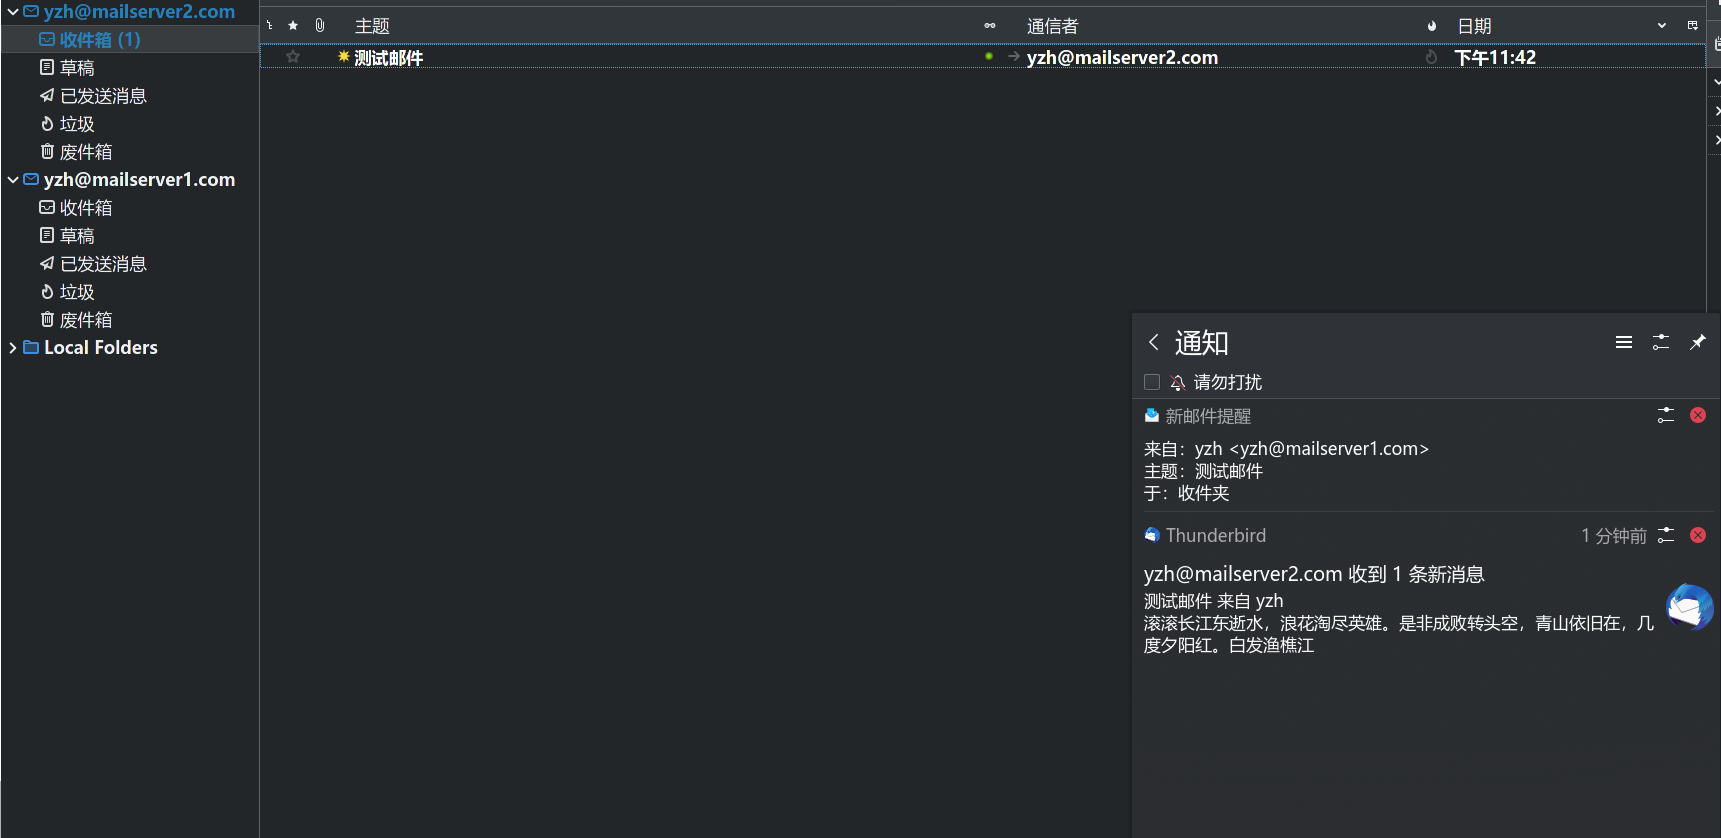 yzh@mailserver2.com
收件箱 (1)
草稿
已发送消息
垃圾
废件箱
yzh@mailserver1.com
收件箱
草稿
已发送消息
垃圾
废件箱
Local Folders
主题 通信者 日期
测试邮件 yzh@mailserver2.com 下午11:42
通知
请勿打扰
新邮件提醒
来自：yzh <yzh@mailserver1.com>
主题：测试邮件
于：收件夹
Thunderbird 1 分钟前
yzh@mailserver2.com 收到 1 条新消息
测试邮件 来自 yzh
滚滚长江东逝水，浪花淘尽英雄。是非成败转头空，青山依旧在，几
度夕阳红。白发渔樵江